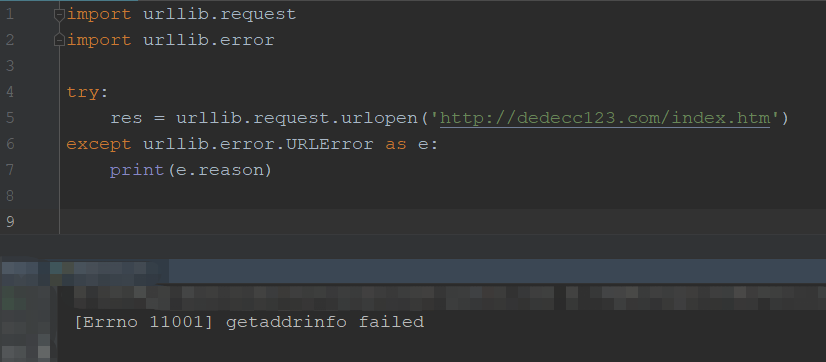 1 import urllib.request
2 import urllib.error
3
4 try:
5 res = urllib.request.urlopen('http://dedecc123.com/index.htm')
6 except urllib.error.URLError as e:
7 print(e.reason)
8
9
[Errno 11001] getaddrinfo failed